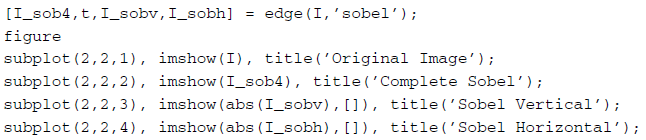 [I_sob4,t,I_sobv,I_sobh] = edge(I,’sobel’);
figure
subplot(2,2,1), imshow(I), title(’Original Image’);
subplot(2,2,2), imshow(I_sob4), title(’Complete Sobel’);
subplot(2,2,3), imshow(abs(I_sobv),[]), title(’Sobel Vertical’);
subplot(2,2,4), imshow(abs(I_sobh),[]), title(’Sobel Horizontal’);